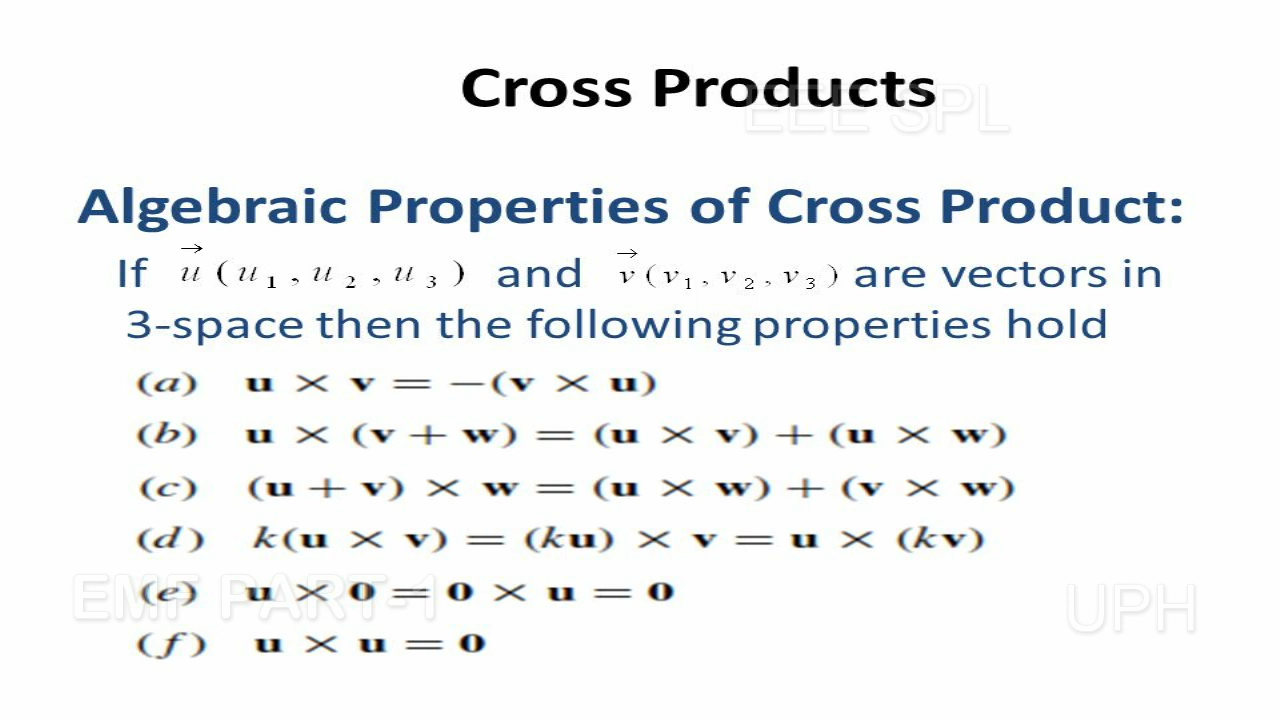 Cross Products
EEE SPL
Algebraic Properties of Cross Product:
If u⃗ (u₁, u₂, u₃) and v⃗ (v₁, v₂, v₃) are vectors in
3-space then the following properties hold
(a) u × v = −(v × u)
(b) u × (v + w) = (u × v) + (u × w)
(c) (u + v) × w = (u × w) + (v × w)
(d) k(u × v) = (ku) × v = u × (kv)
(e) u × 0 = 0 × u = 0
EMF PART-1
UPH
(f) u × u = 0